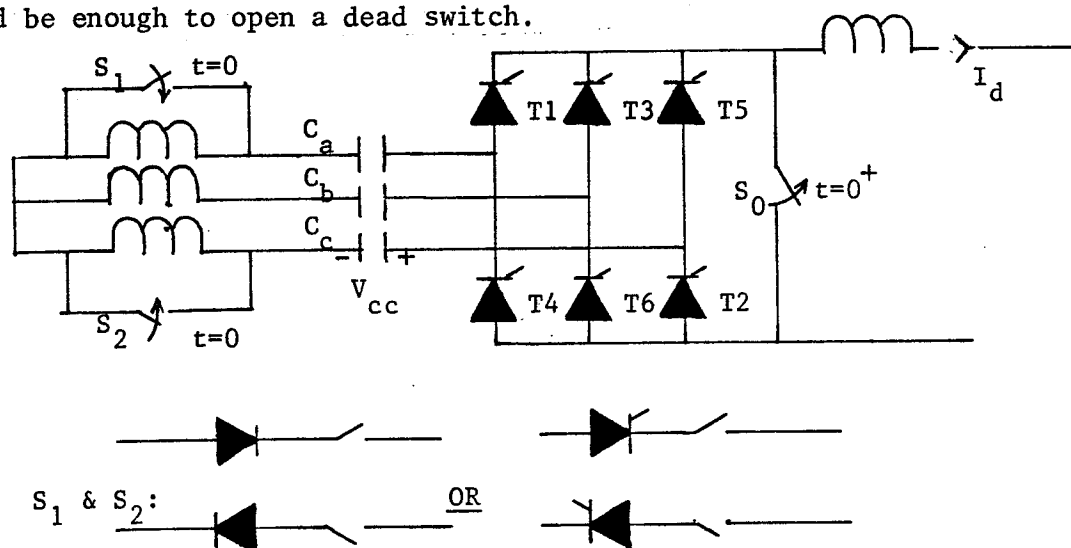 d be enough to open a dead switch.
S1 t=0
Ca
Cb
Cc
- +
Vcc
S2 t=0
T1 T3 T5
T4 T6 T2
S0 t=0+
Id
S1 & S2: OR